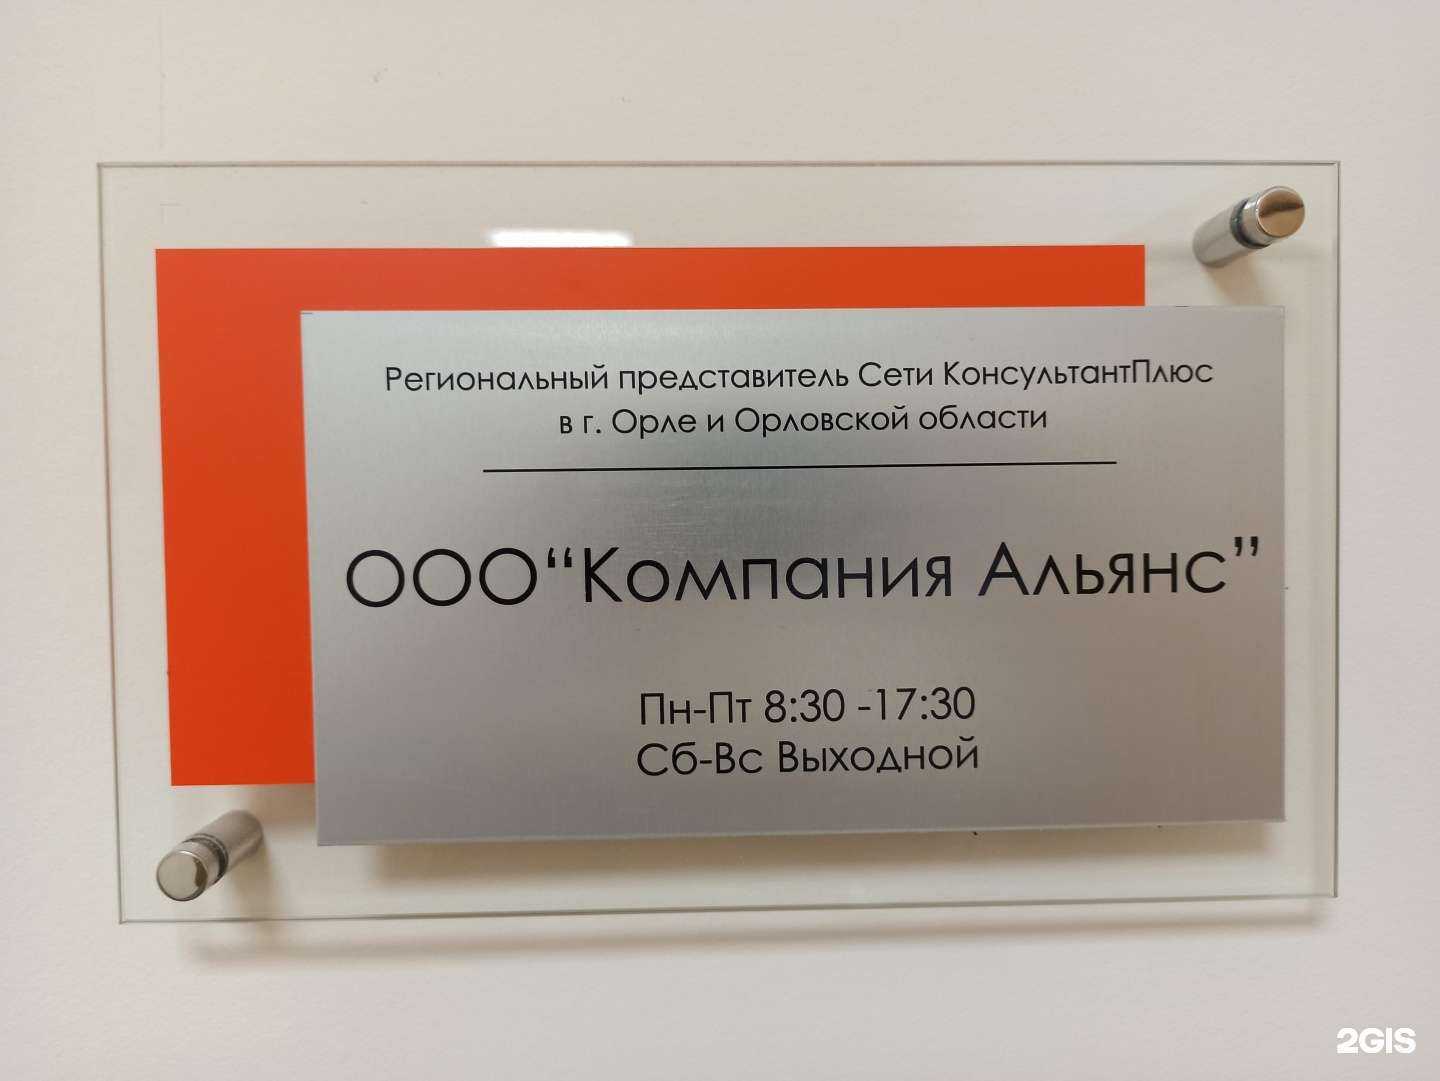 Региональный представитель Сети КонсультантПлюс
в г. Орле и Орловской области
ООО“Компания Альянс”
Пн-Пт 8:30 -17:30
Сб-Вс Выходной
2GIS